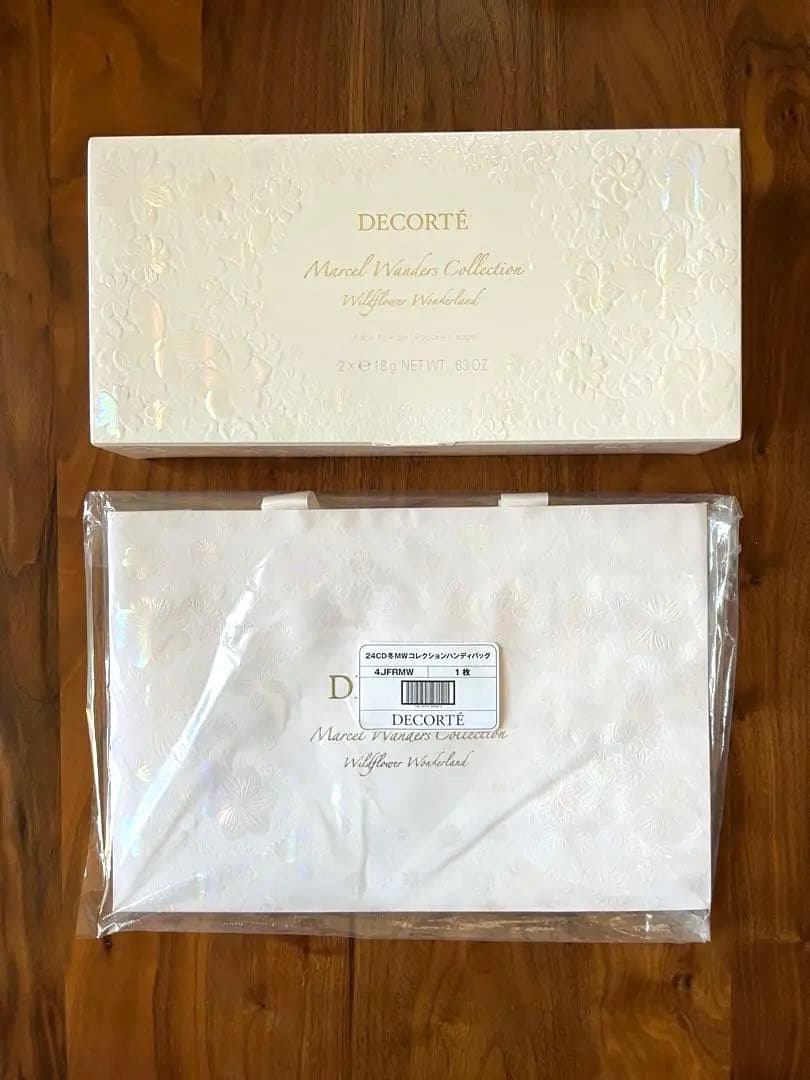 DECORTÉ
Marcel Wanders Collection
Wildflower Wonderland
Face Powder | Poudre Visage
2×℮18g NET WT. .63 OZ.
24CD冬MWコレクションハンディバッグ
4JFRMW 1枚
D
DECORTÉ
Marcel Wanders Collection
Wildflower Wonderland